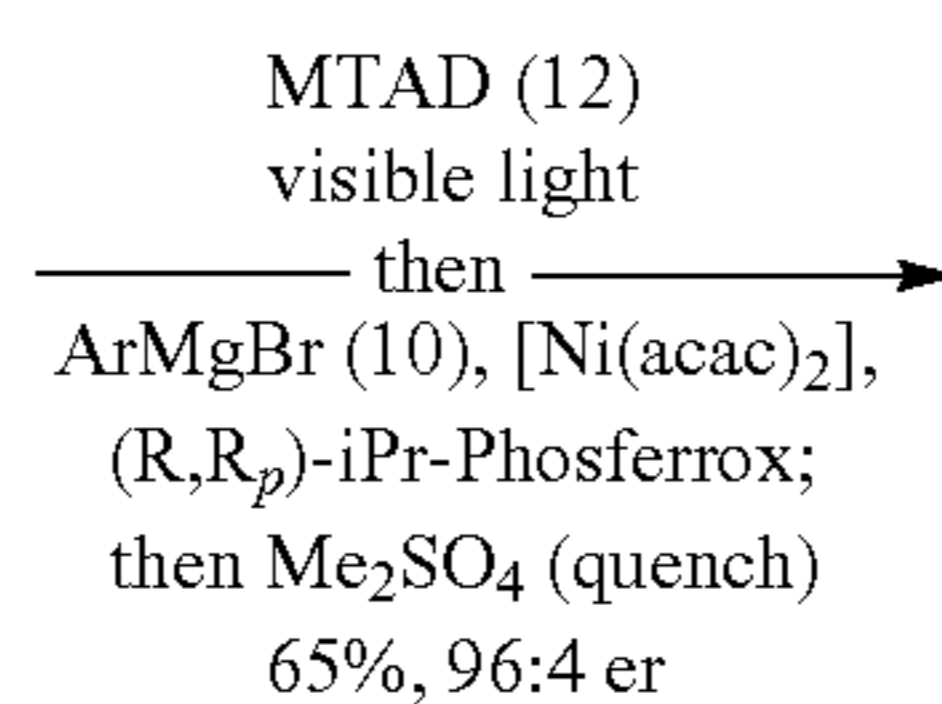 MTAD (12)
visible light
then
ArMgBr (10), [Ni(acac)₂],
(R,Rₚ)-iPr-Phosferrox;
then Me₂SO₄ (quench)
65%, 96:4 er